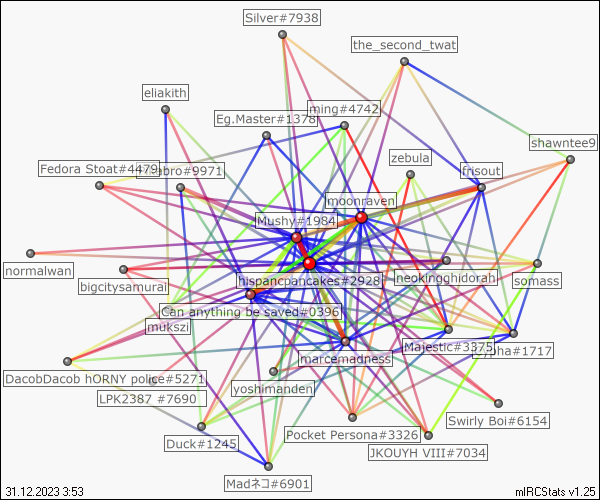 Silver#7938
the_second_twat
eliakith
ming#4742
Eg.Master#1378
shawntee9
zebula
Fedora Stoat#4479
abro#9971
frisout
moonraven
Mushy#1984
normalwan
bigcitysamurai
hispancpancakes#2928
neokingghidorah
somass
Can anything be saved#0396
mukszi
marcemadness
Majestic#3375
pha#1717
DacobDacob hORNY police#5271
LPK2387 #7690
yoshimanden
Swirly Boi#6154
Pocket Persona#3326
Duck#1245
JKOUYH VIII#7034
Madネコ#6901
31.12.2023 3:53
mIRCStats v1.25